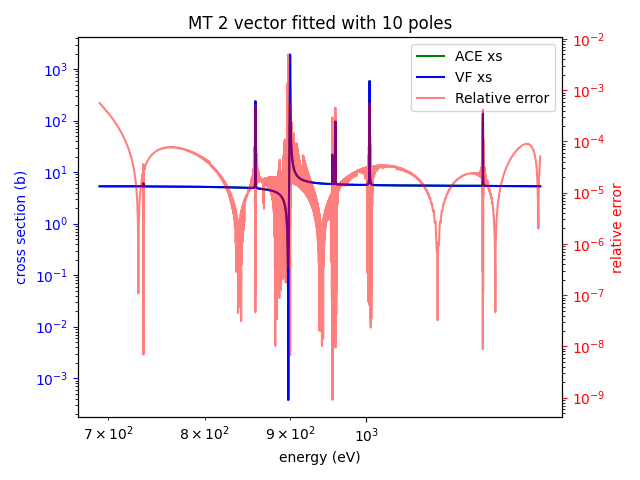 MT 2 vector fitted with 10 poles
ACE xs
VF xs
Relative error
10³
10²
10¹
10⁰
10⁻¹
10⁻²
10⁻³
cross section (b)
10⁻²
10⁻³
10⁻⁴
10⁻⁵
10⁻⁶
10⁻⁷
10⁻⁸
10⁻⁹
relative error
7 × 10² 8 × 10² 9 × 10² 10³
energy (eV)